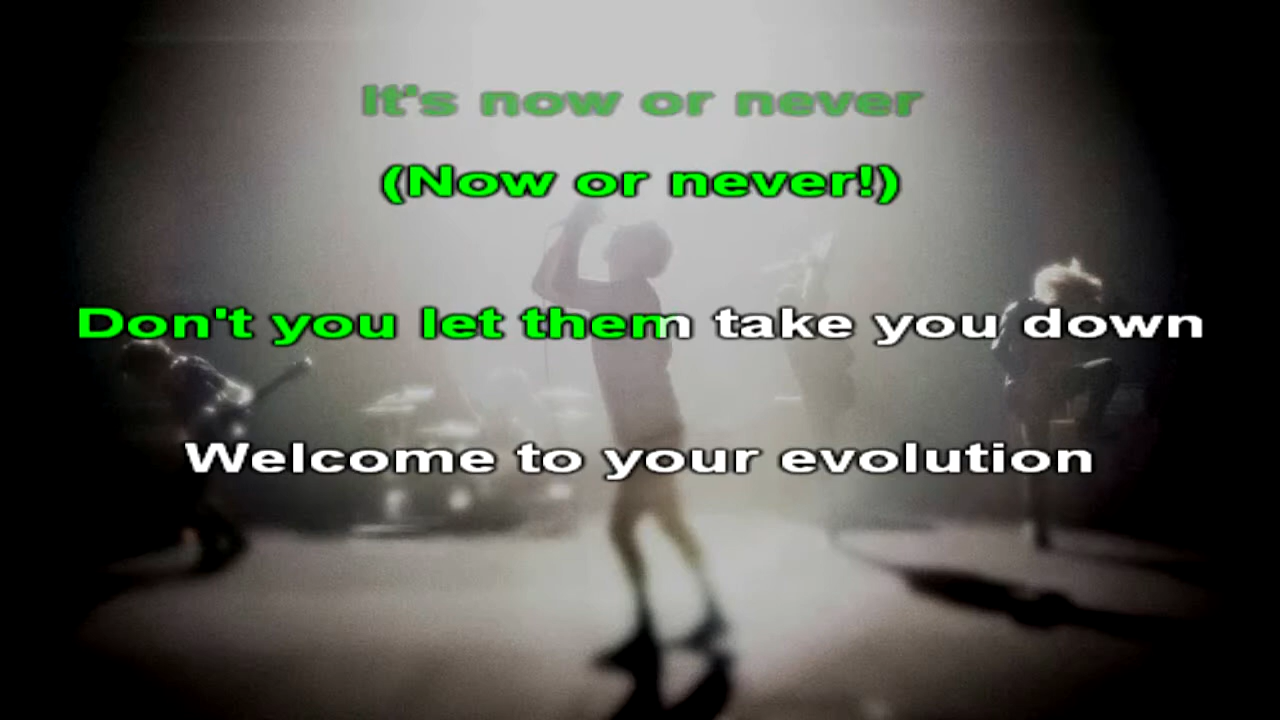 It's now or never
(Now or never!)
Don't you let them take you down
Welcome to your evolution